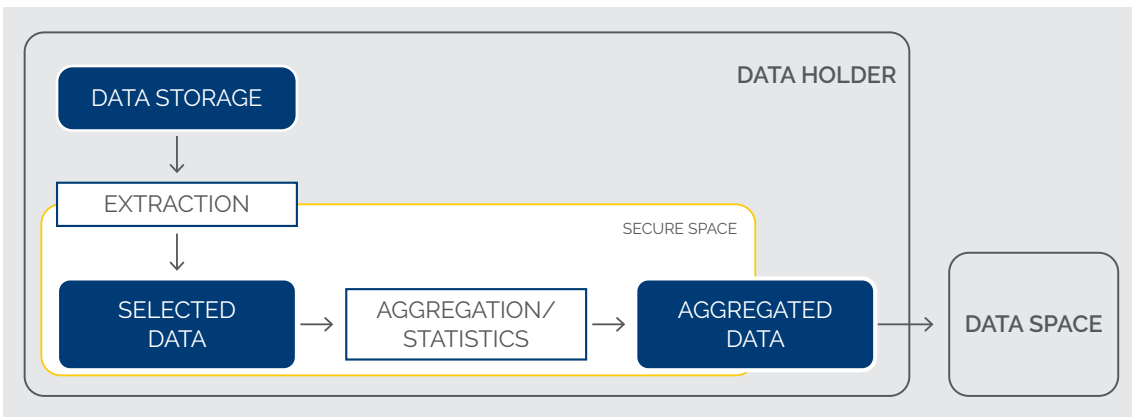 DATA HOLDER
DATA STORAGE
EXTRACTION
SECURE SPACE
SELECTED
DATA
AGGREGATION/
STATISTICS
AGGREGATED
DATA
DATA SPACE